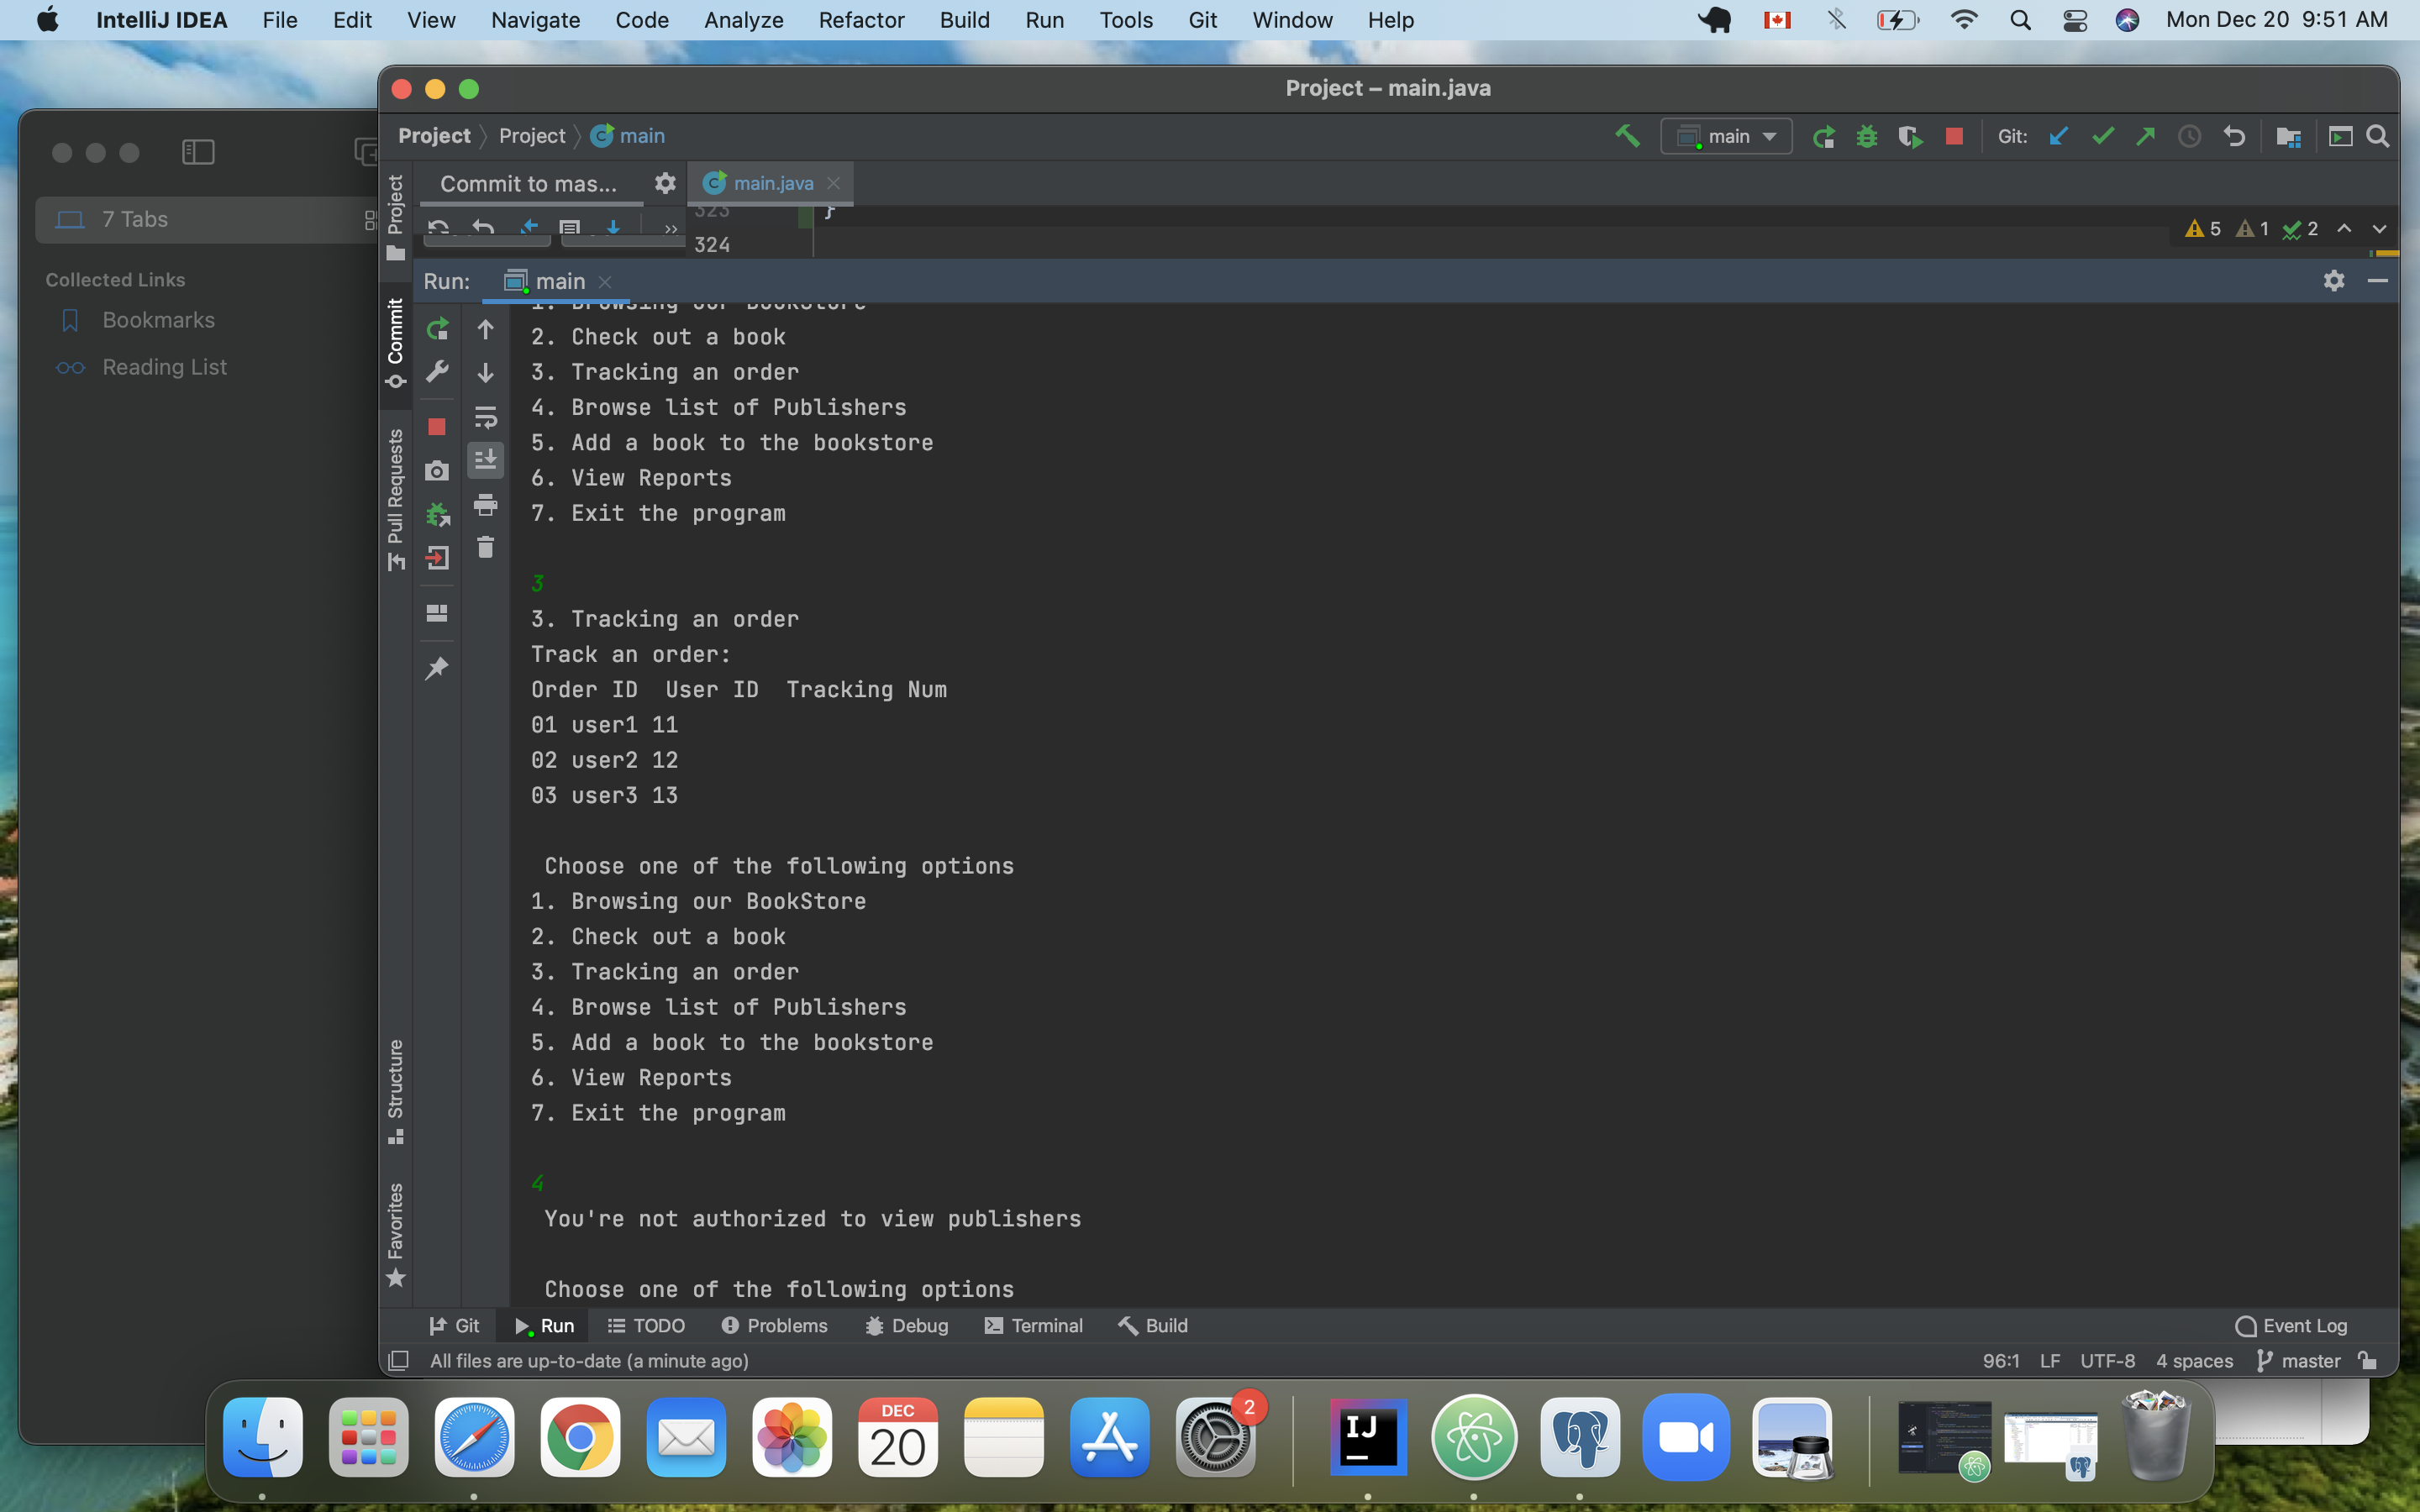 IntelliJ IDEA File Edit View Navigate Code Analyze Refactor Build Run Tools Git Window Help Mon Dec 20 9:51 AM
Project – main.java
Project Project main main Git:
7 Tabs
Collected Links
Bookmarks
Reading List
Project
Commit
Pull Requests
Structure
Favorites
Commit to mas... main.java
323 }
324
5 1 2
Run: main
1. Browsing our BookStore
2. Check out a book
3. Tracking an order
4. Browse list of Publishers
5. Add a book to the bookstore
6. View Reports
7. Exit the program
3
3. Tracking an order
Track an order:
Order ID User ID Tracking Num
01 user1 11
02 user2 12
03 user3 13
Choose one of the following options
1. Browsing our BookStore
2. Check out a book
3. Tracking an order
4. Browse list of Publishers
5. Add a book to the bookstore
6. View Reports
7. Exit the program
4
You're not authorized to view publishers
Choose one of the following options
Git Run TODO Problems Debug Terminal Build Event Log
All files are up-to-date (a minute ago) 96:1 LF UTF-8 4 spaces master
DEC
20
2
IJ